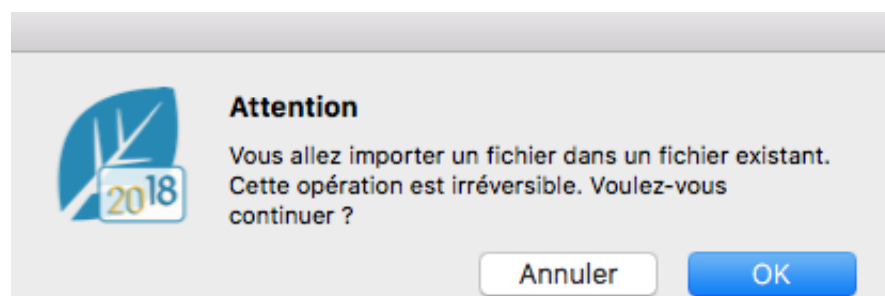 Attention
Vous allez importer un fichier dans un fichier existant.
Cette opération est irréversible. Voulez-vous
continuer ?
2018
Annuler
OK